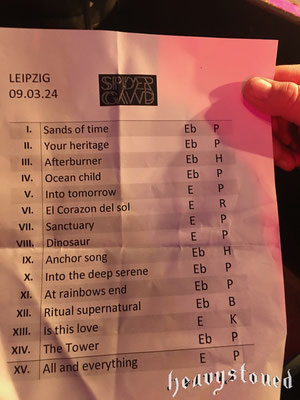 LEIPZIG
09.03.24
SPIDER
GAWD
I. Sands of time Eb P
II. Your heritage Eb P
III. Afterburner Eb H
IV. Ocean child Eb P
V. Into tomorrow E P
VI. El Corazon del sol E R
VII. Sanctuary E P
VIII. Dinosaur E P
IX. Anchor song Eb H
X. Into the deep serene Eb P
XI. At rainbows end Eb P
XII. Ritual supernatural Eb B
XIII. Is this love E K
XIV. The Tower Eb P
XV. All and everything E P
heavystoned